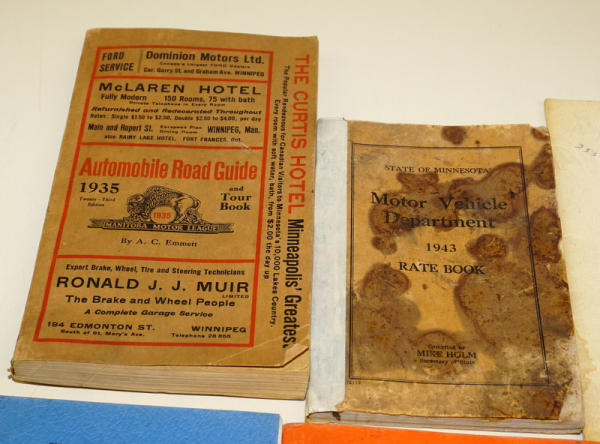 FORD SERVICE
Dominion Motors Ltd.
Canada's Largest FORD Dealers
Cor. Garry St. and Graham Ave. WINNIPEG
McLAREN HOTEL
Fully Modern 150 Rooms, 75 with bath
Private Telephone in Every Room
Refurnished and Redecorated Throughout
Rates: Single $1.50 to $2.50, Double $2.50 to $4.00, per day
Main and Rupert St. European Plan Dining Room WINNIPEG, Man.
also RAINY LAKE HOTEL, FORT FRANCES, Ont.
Automobile Road Guide
1935
Twenty-Third
Edition
and
Tour
Book
1935
MANITOBA MOTOR LEAGUE
By A. C. Emmett
Expert Brake, Wheel, Tire and Steering Technicians
RONALD J. J. MUIR
LIMITED
The Brake and Wheel People
A Complete Garage Service
194 EDMONTON ST. WINNIPEG
South of St. Mary's Ave. Telephone 26 866
THE CURTIS HOTEL Minneapolis' Greatest
The Popular Rendezvous for Canadian Visitors to Minnesota's 10,000 Lakes Country.
Every room with soft water, bath, from $2.00 the day up
STATE OF MINNESOTA
Motor Vehicle
Department
1943
RATE BOOK
Compiled by
MIKE HOLM
Secretary of State